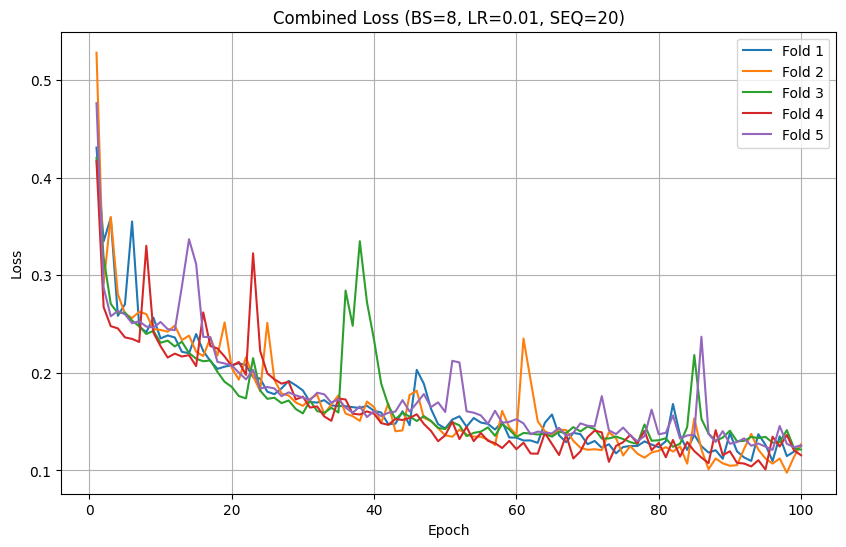 Combined Loss (BS=8, LR=0.01, SEQ=20)
Fold 1
Fold 2
Fold 3
Fold 4
Fold 5
0.5
0.4
0.3
0.2
0.1
Loss
0 20 40 60 80 100
Epoch